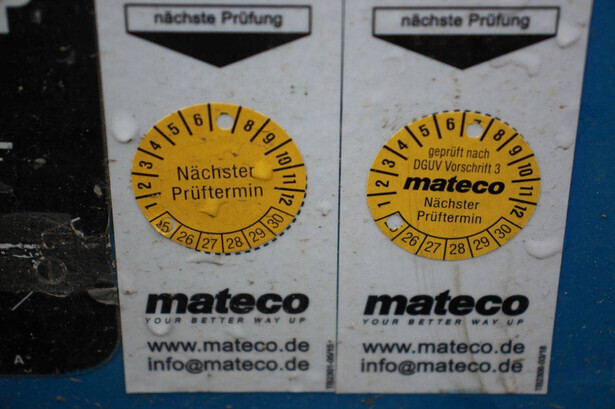 nächste Prüfung
1 2 3 4 5 6 8 9 10 11 12
Nächster
Prüftermin
25 26 27 28 29 30
mateco
YOUR BETTER WAY UP
www.mateco.de
info@mateco.de
nächste Prüfung
1 2 3 4 5 6 7 8 9 10 11 12
geprüft nach
DGUV Vorschrift 3
mateco
Nächster
Prüftermin
26 27 28 29 30
mateco
YOUR BETTER WAY UP
www.mateco.de
info@mateco.de
A